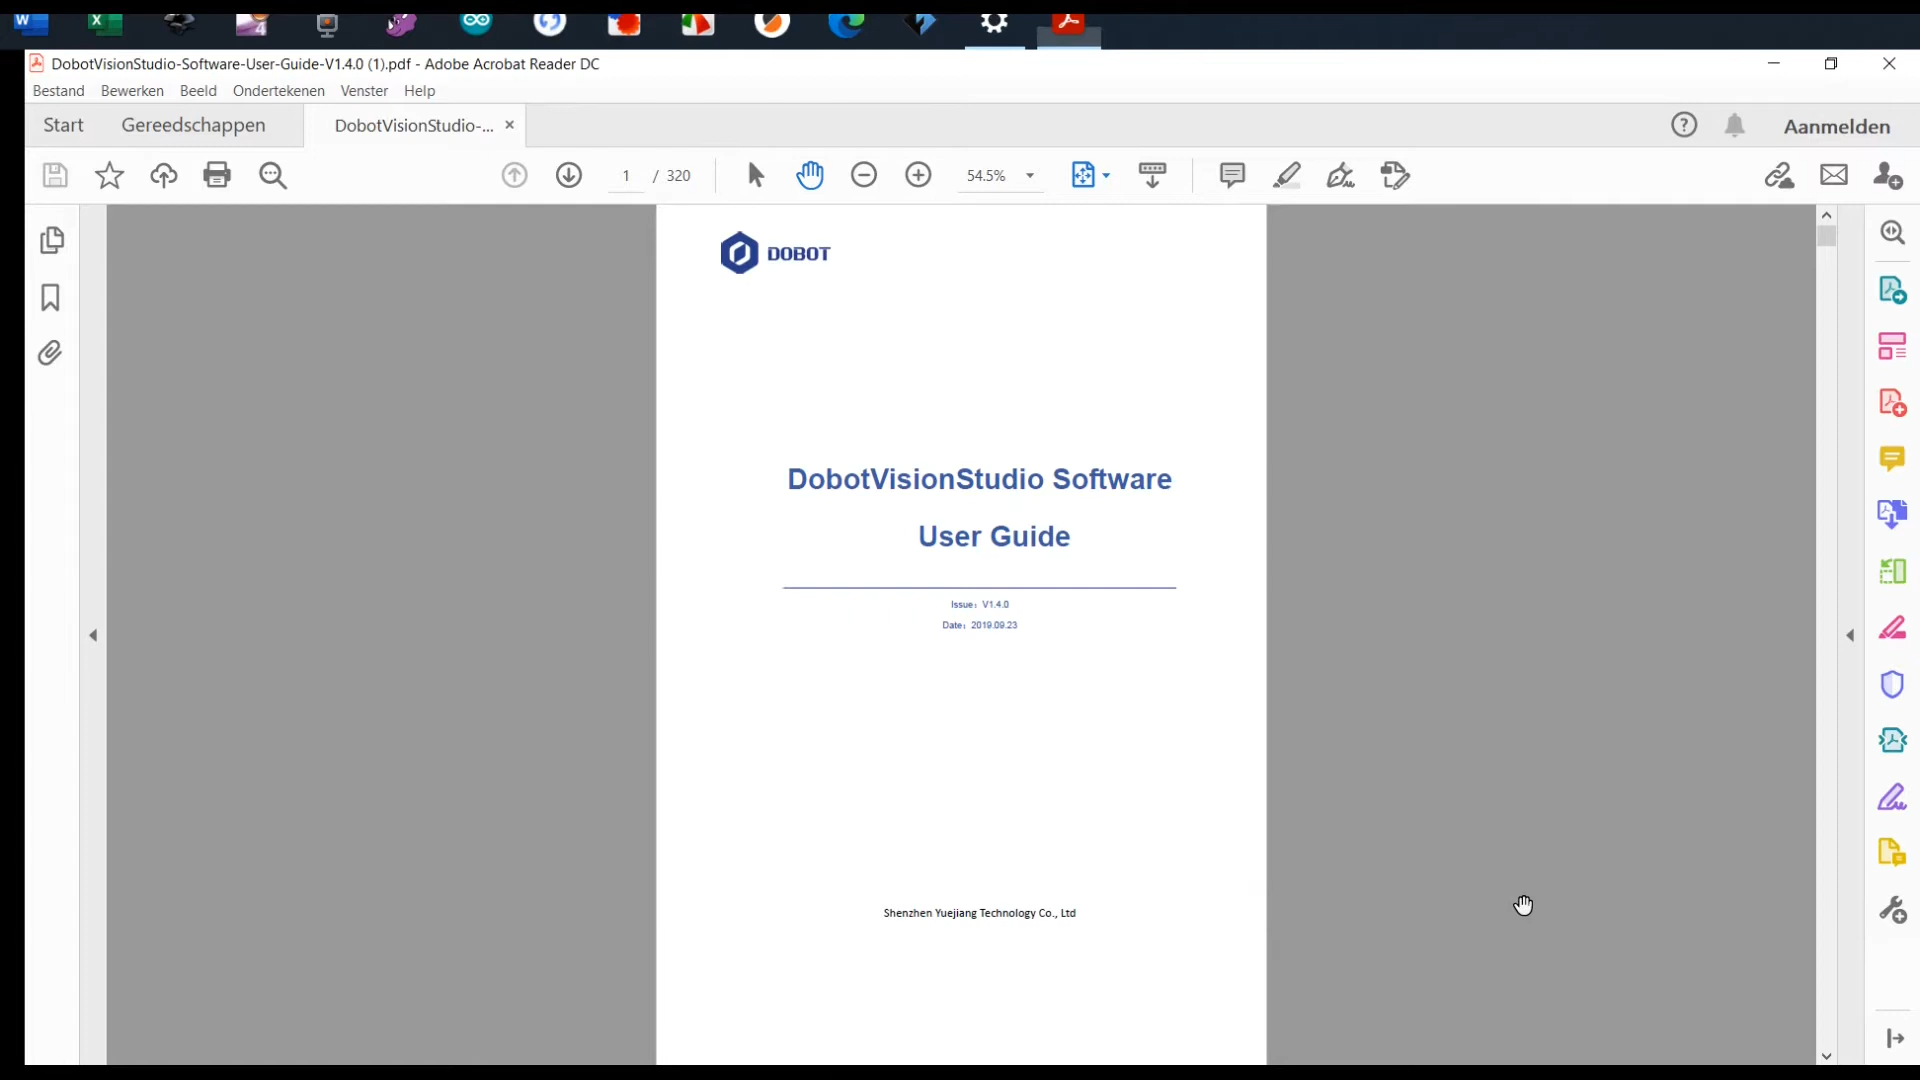 DobotVisionStudio-Software-User-Guide-V1.4.0 (1).pdf - Adobe Acrobat Reader DC
Bestand Bewerken Beeld Ondertekenen Venster Help
Start Gereedschappen DobotVisionStudio-... Aanmelden
1 / 320 54.5%
DOBOT
DobotVisionStudio Software
User Guide
Issue：V1.4.0
Date：2019.09.23
Shenzhen Yuejiang Technology Co., Ltd